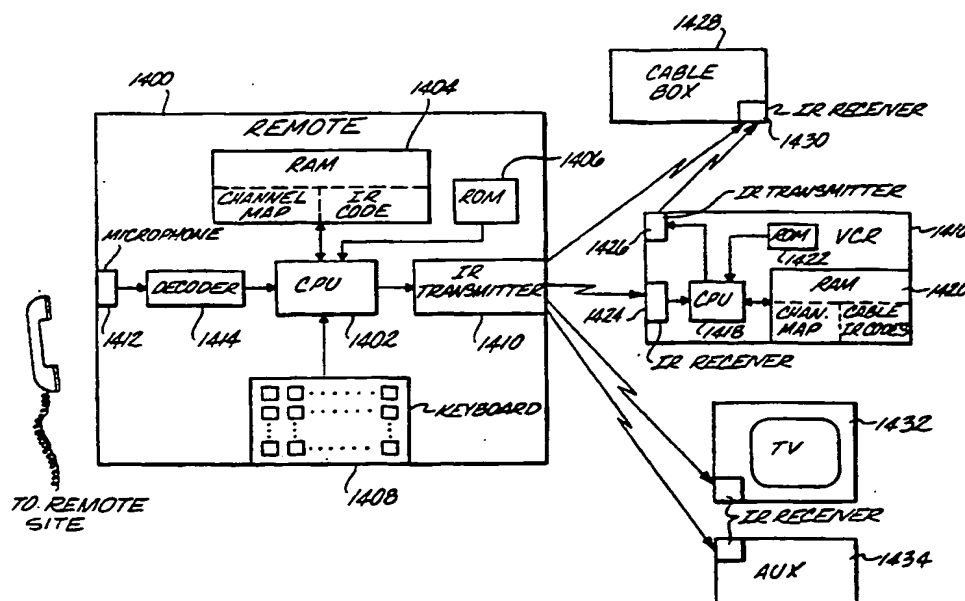 1428
CABLE
BOX
IR RECEIVER
1430
1400
REMOTE
1404
RAM
CHANNEL
MAP
IR
CODE
1406
ROM
MICROPHONE
1412
DECODER
1414
CPU
1402
IR
TRANSMITTER
1410
KEYBOARD
1408
TO REMOTE
SITE
IR TRANSMITTER
1426
VCR
ROM
1422
1416
RAM
1420
CHAN.
MAP
CABLE
IR CODES
CPU
1418
1424
IR RECEIVER
1432
TV
IR RECEIVER
AUX
1434